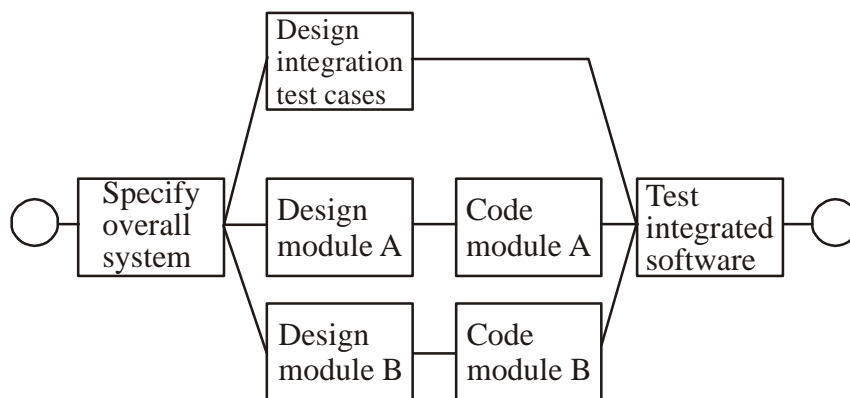 Design
integration
test cases
Specify
overall
system
Design
module A
Code
module A
Test
integrated
software
Design
module B
Code
module B